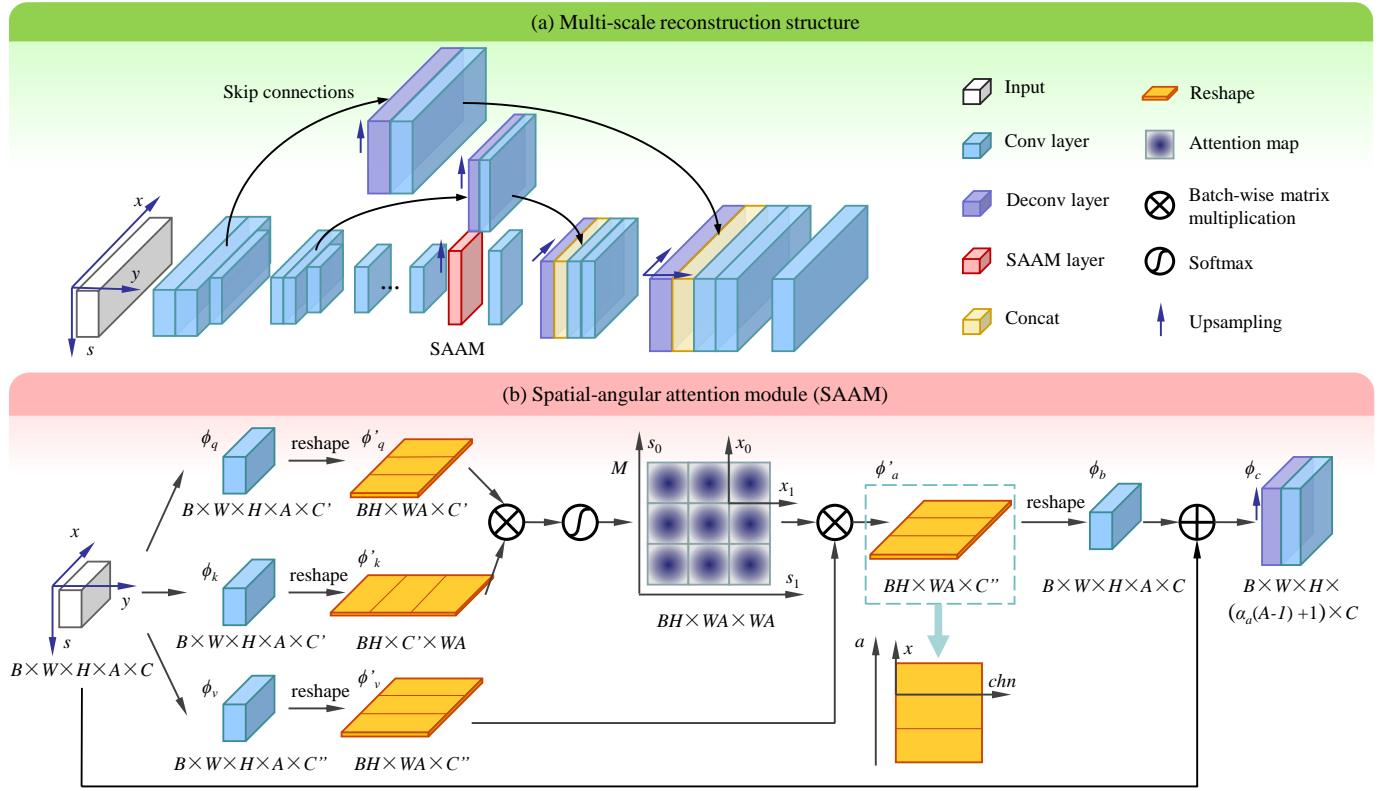 (a) Multi-scale reconstruction structure
Skip connections
x
y
s
...
SAAM
Input
Conv layer
Deconv layer
SAAM layer
Concat
Reshape
Attention map
Batch-wise matrix
multiplication
Softmax
Upsampling
(b) Spatial-angular attention module (SAAM)
x
y
s
B×W×H×A×C
ϕq
reshape
ϕ'q
B×W×H×A×C'
BH×WA×C'
ϕk
reshape
ϕ'k
B×W×H×A×C'
BH×C'×WA
ϕv
reshape
ϕ'v
B×W×H×A×C''
BH×WA×C''
M
s0
x0
x1
s1
BH×WA×WA
ϕ'a
BH×WA×C''
a
x
chn
reshape
ϕb
B×W×H×A×C
ϕc
B×W×H×
(αa(A-1)+1)×C